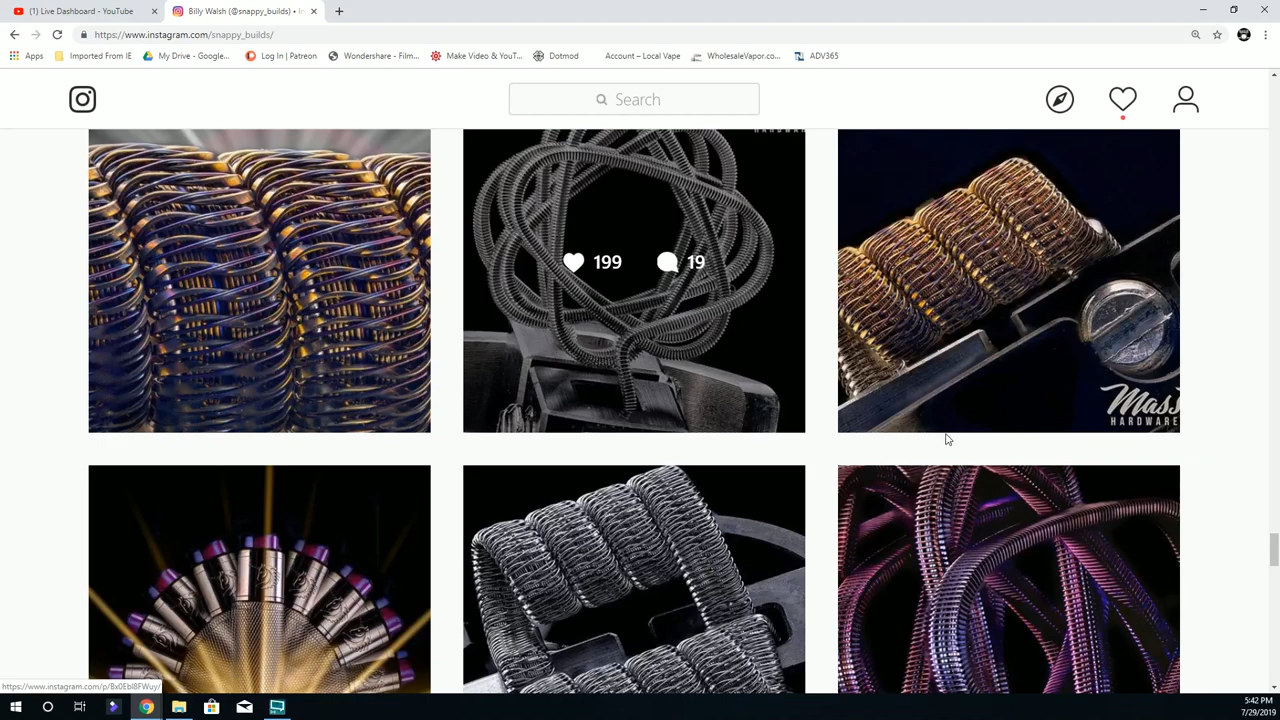 (1) Live Dashboard - YouTube
Billy Walsh (@snappy_builds) • In
https://www.instagram.com/snappy_builds/
Apps
Imported From IE
My Drive - Google...
Log In | Patreon
Wondershare - Film...
Make Video & YouT...
Dotmod
Account – Local Vape
WholesaleVapor.co...
ADV365
Search
HARDWARE
199
19
Mass
HARDWARE
https://www.instagram.com/p/8x0Ebl8FWuy/
5:42 PM
7/29/2019